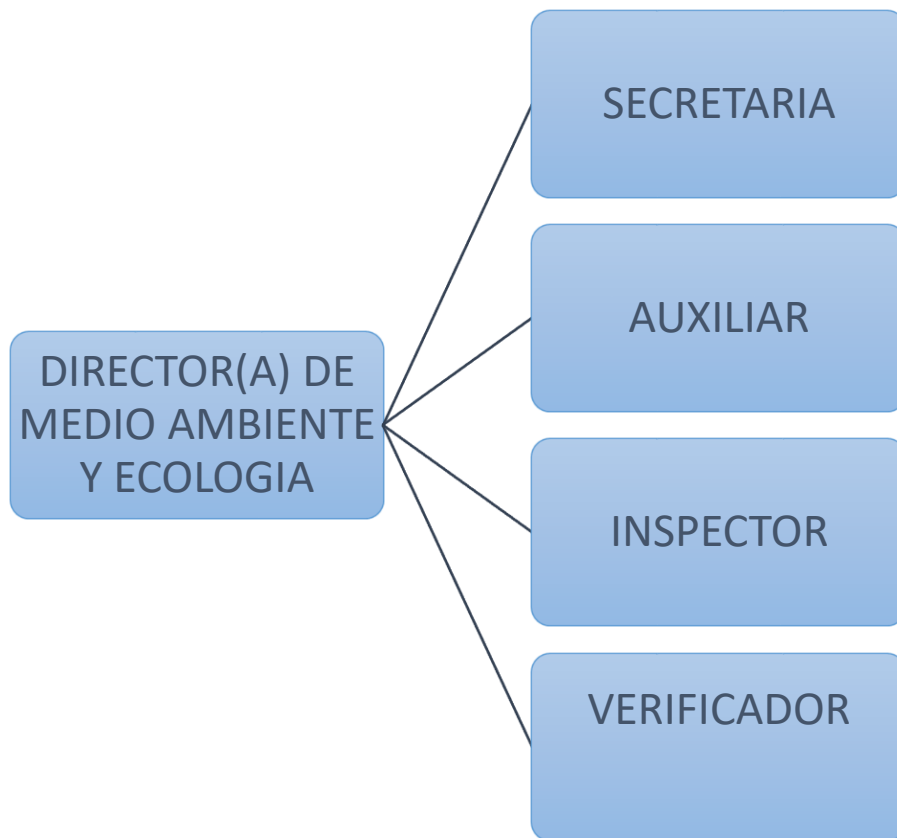 SECRETARIA
AUXILIAR
DIRECTOR(A) DE
MEDIO AMBIENTE
Y ECOLOGIA
INSPECTOR
VERIFICADOR